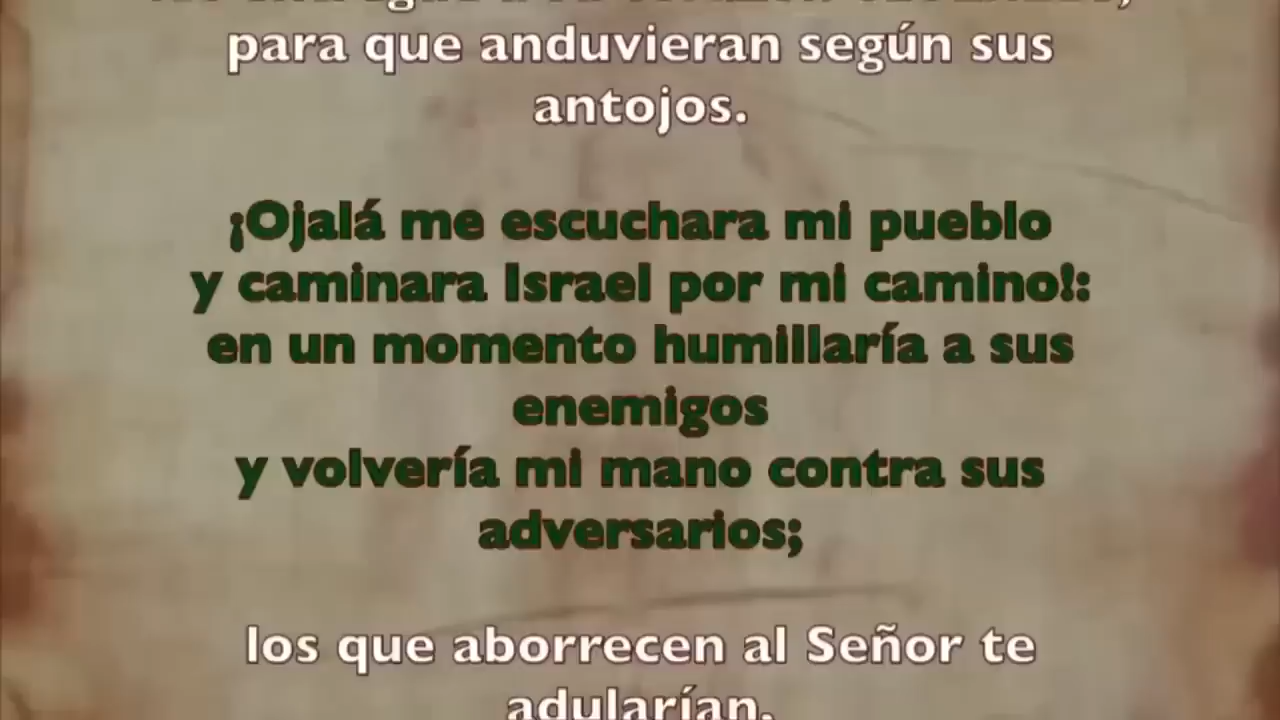 para que anduvieran según sus
antojos.
¡Ojalá me escuchara mi pueblo
y caminara Israel por mi camino!:
en un momento humillaría a sus
enemigos
y volvería mi mano contra sus
adversarios;
los que aborrecen al Señor te
adularían,